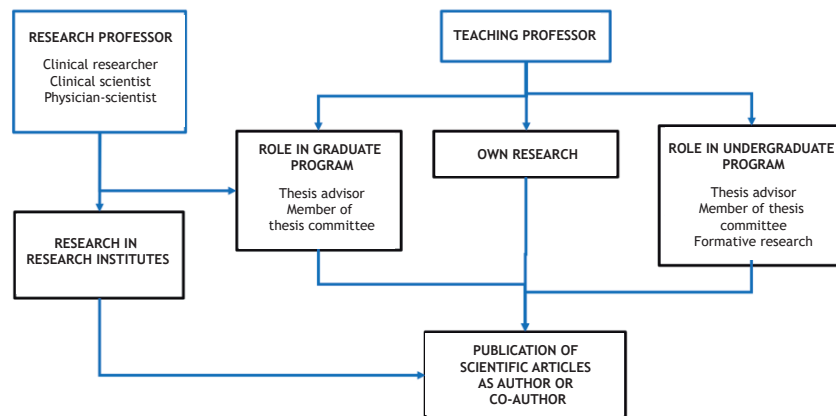 RESEARCH PROFESSOR
Clinical researcher
Clinical scientist
Physician-scientist
TEACHING PROFESSOR
ROLE IN GRADUATE
PROGRAM
Thesis advisor
Member of
thesis committee
OWN RESEARCH
ROLE IN UNDERGRADUATE
PROGRAM
Thesis advisor
Member of thesis
committee
Formative research
RESEARCH IN
RESEARCH INSTITUTES
PUBLICATION OF
SCIENTIFIC ARTICLES
AS AUTHOR OR
CO-AUTHOR